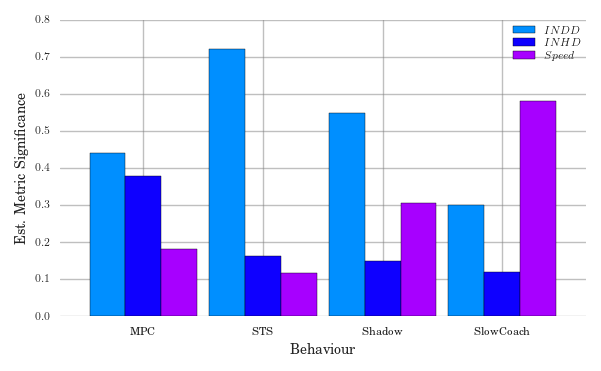 0.8
0.7
0.6
0.5
0.4
0.3
0.2
0.1
0.0
Est. Metric Significance
INDD
INHD
Speed
MPC
STS
Shadow
SlowCoach
Behaviour